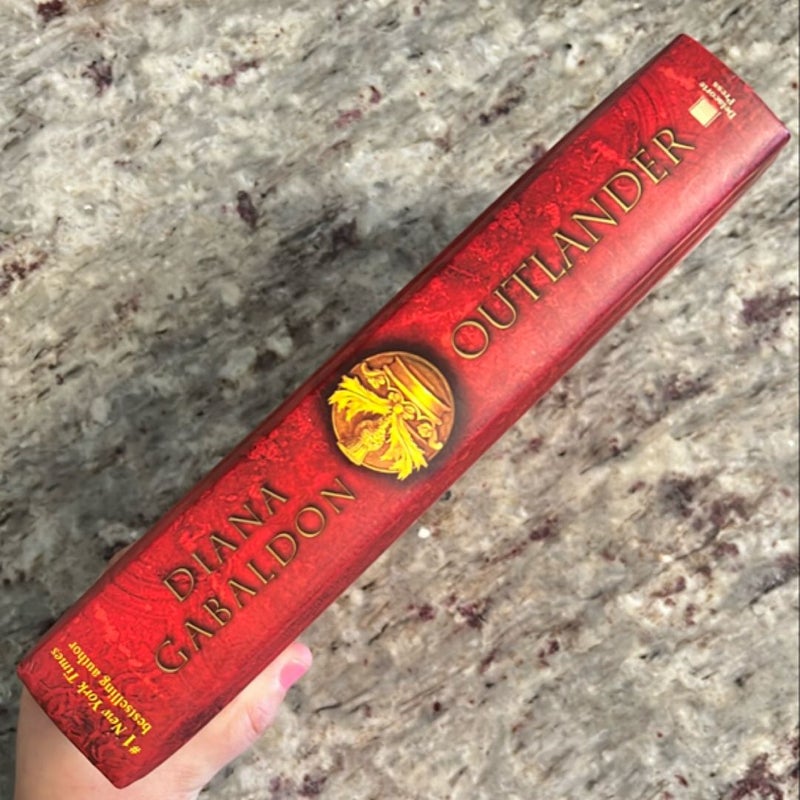 #1 New York Times
bestselling author
DIANA
GABALDON
OUTLANDER
Delacorte
Press